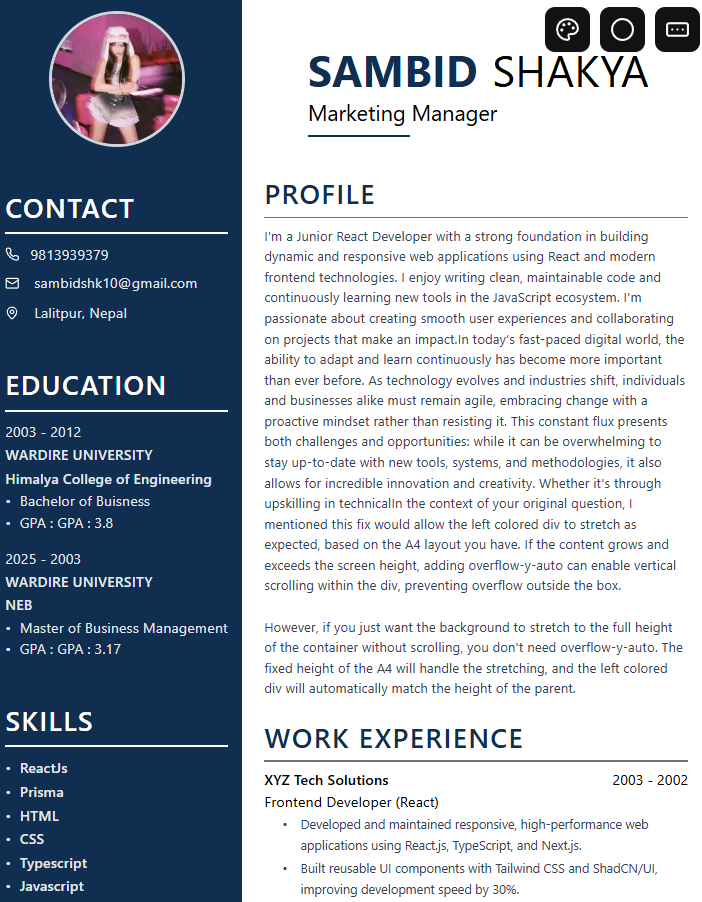 SAMBID SHAKYA
Marketing Manager
CONTACT
9813939379
sambidshk10@gmail.com
Lalitpur, Nepal
EDUCATION
2003 - 2012
WARDIRE UNIVERSITY
Himalya College of Engineering
• Bachelor of Buisness
• GPA : GPA : 3.8
2025 - 2003
WARDIRE UNIVERSITY
NEB
• Master of Business Management
• GPA : GPA : 3.17
SKILLS
• ReactJs
• Prisma
• HTML
• CSS
• Typescript
• Javascript
PROFILE
I'm a Junior React Developer with a strong foundation in building
dynamic and responsive web applications using React and modern
frontend technologies. I enjoy writing clean, maintainable code and
continuously learning new tools in the JavaScript ecosystem. I'm
passionate about creating smooth user experiences and collaborating
on projects that make an impact.In today's fast-paced digital world, the
ability to adapt and learn continuously has become more important
than ever before. As technology evolves and industries shift, individuals
and businesses alike must remain agile, embracing change with a
proactive mindset rather than resisting it. This constant flux presents
both challenges and opportunities: while it can be overwhelming to
stay up-to-date with new tools, systems, and methodologies, it also
allows for incredible innovation and creativity. Whether it's through
upskilling in technicalIn the context of your original question, I
mentioned this fix would allow the left colored div to stretch as
expected, based on the A4 layout you have. If the content grows and
exceeds the screen height, adding overflow-y-auto can enable vertical
scrolling within the div, preventing overflow outside the box.
However, if you just want the background to stretch to the full height
of the container without scrolling, you don't need overflow-y-auto. The
fixed height of the A4 will handle the stretching, and the left colored
div will automatically match the height of the parent.
WORK EXPERIENCE
XYZ Tech Solutions 2003 - 2002
Frontend Developer (React)
• Developed and maintained responsive, high-performance web
applications using React.js, TypeScript, and Next.js.
• Built reusable UI components with Tailwind CSS and ShadCN/UI,
improving development speed by 30%.